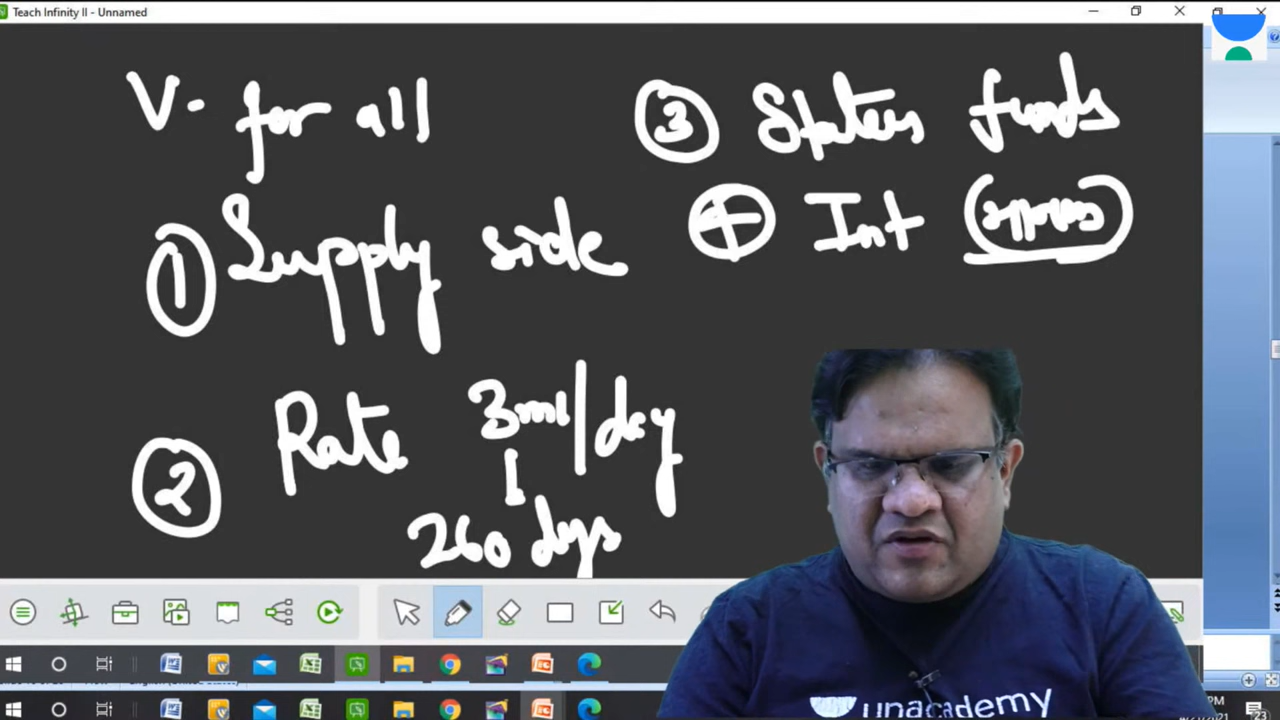 Teach Infinity II - Unnamed
V. for all
① Supply side
② Rate 3ml/day
260 days
③ States funds
④ Int
unacademy